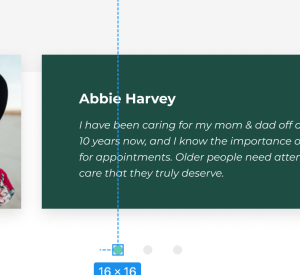 Abbie Harvey
I have been caring for my mom & dad off
10 years now, and I know the importance
for appointments. Older people need
care that they truly deserve.
16 × 16